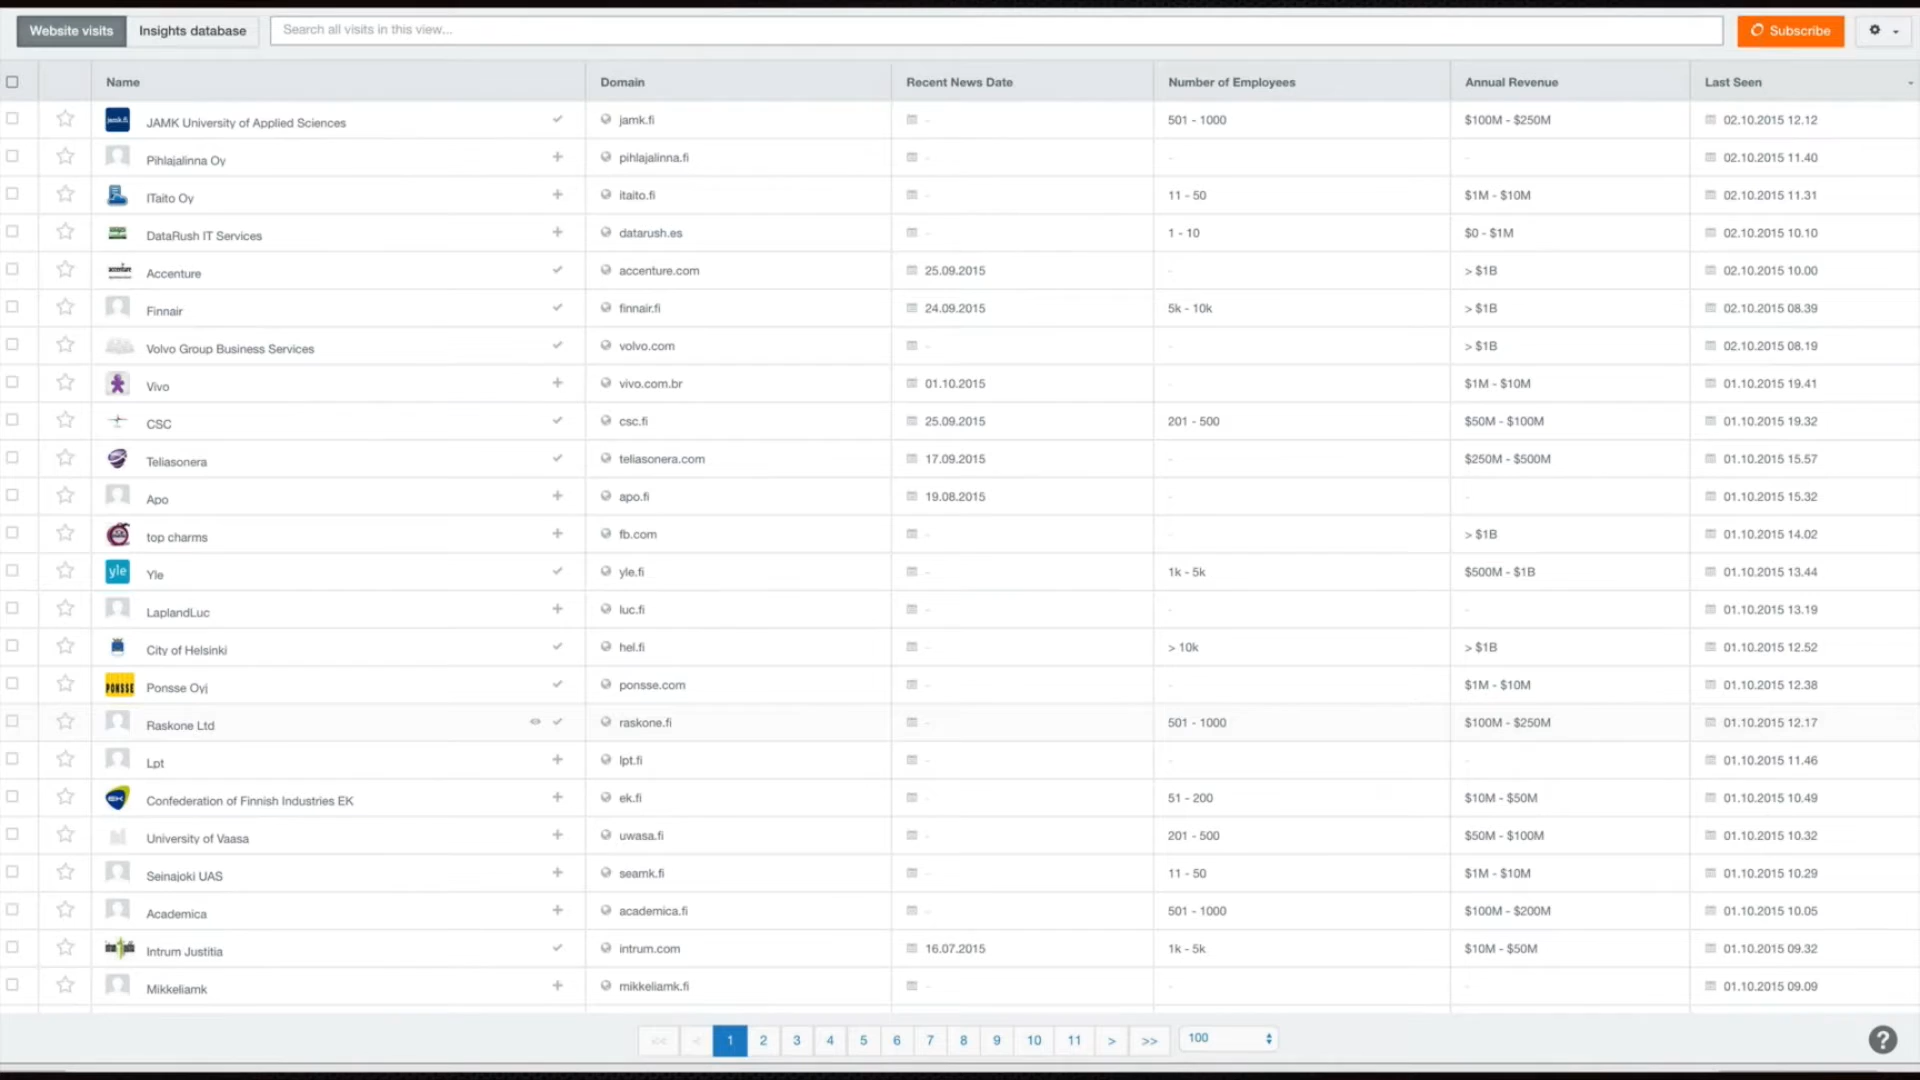 Website visits Insights database Search all visits in this view... Subscribe
Name Domain Recent News Date Number of Employees Annual Revenue Last Seen
JAMK University of Applied Sciences jamk.fi - 501 - 1000 $100M - $250M 02.10.2015 12.12
Pihlajalinna Oy pihlajalinna.fi - - - 02.10.2015 11.40
ITaito Oy itaito.fi - 11 - 50 $1M - $10M 02.10.2015 11.31
DataRush IT Services datarush.es - 1 - 10 $0 - $1M 02.10.2015 10.10
accenture Accenture accenture.com 25.09.2015 - > $1B 02.10.2015 10.00
Finnair finnair.fi 24.09.2015 5k - 10k > $1B 02.10.2015 08.39
Volvo Group Business Services volvo.com - - > $1B 02.10.2015 08.19
Vivo vivo.com.br 01.10.2015 - $1M - $10M 01.10.2015 19.41
CSC csc.fi 25.09.2015 201 - 500 $50M - $100M 01.10.2015 19.32
Teliasonera teliasonera.com 17.09.2015 - $250M - $500M 01.10.2015 15.57
Apo apo.fi 19.08.2015 - - 01.10.2015 15.32
top charms fb.com - - > $1B 01.10.2015 14.02
yle Yle yle.fi - 1k - 5k $500M - $1B 01.10.2015 13.44
LaplandLuc luc.fi - - - 01.10.2015 13.19
City of Helsinki hel.fi - > 10k > $1B 01.10.2015 12.52
PONSSE Ponsse Oyj ponsse.com - - $1M - $10M 01.10.2015 12.38
Raskone Ltd raskone.fi - 501 - 1000 $100M - $250M 01.10.2015 12.17
Lpt lpt.fi - - - 01.10.2015 11.46
EK Confederation of Finnish Industries EK ek.fi - 51 - 200 $10M - $50M 01.10.2015 10.49
University of Vaasa uwasa.fi - 201 - 500 $50M - $100M 01.10.2015 10.32
Seinajoki UAS seamk.fi - 11 - 50 $1M - $10M 01.10.2015 10.29
Academica academica.fi - 501 - 1000 $100M - $200M 01.10.2015 10.05
Intrum Justitia intrum.com 16.07.2015 1k - 5k $10M - $50M 01.10.2015 09.32
Mikkeliamk mikkeliamk.fi - - - 01.10.2015 09.09
<< < 1 2 3 4 5 6 7 8 9 10 11 > >> 100 ?